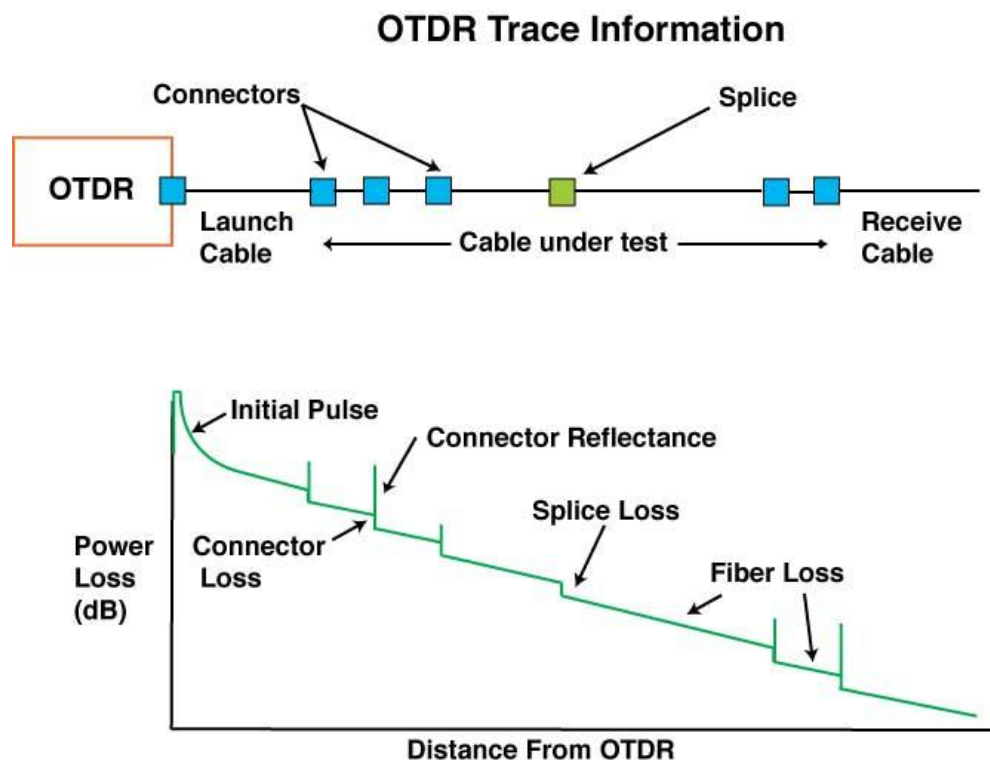 OTDR Trace Information
Connectors
Splice
OTDR
Launch
Cable
Cable under test
Receive
Cable
Initial Pulse
Connector Reflectance
Splice Loss
Power
Loss
(dB)
Connector
Loss
Fiber Loss
Distance From OTDR